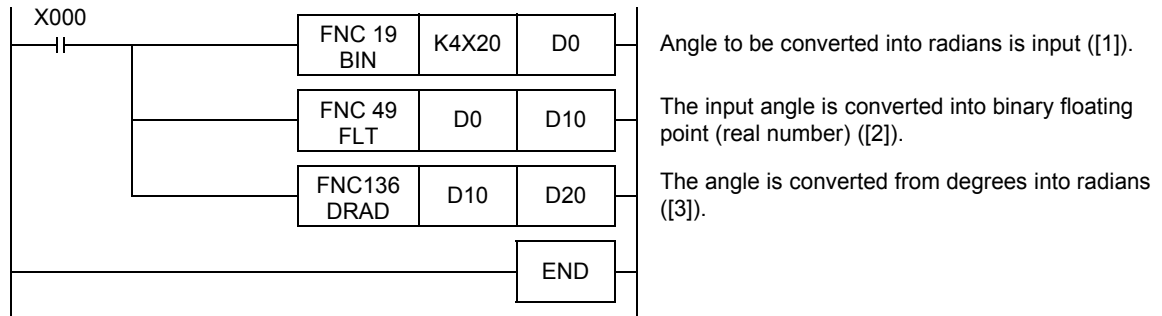 X000
FNC 19
BIN
K4X20
D0
Angle to be converted into radians is input ([1]).
FNC 49
FLT
D0
D10
The input angle is converted into binary floating
point (real number) ([2]).
FNC136
DRAD
D10
D20
The angle is converted from degrees into radians
([3]).
END